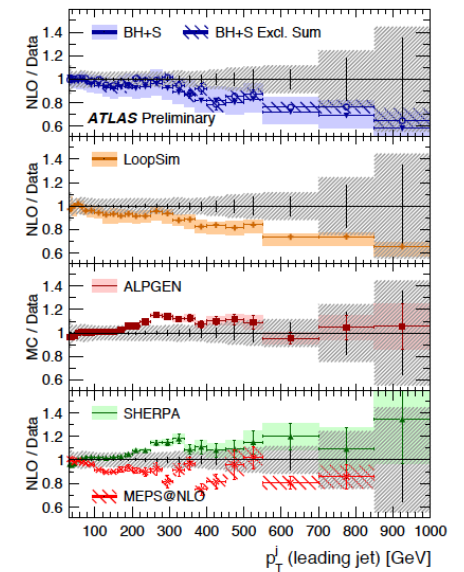 NLO / Data
1.4
1.2
1
0.8
0.6
BH+S
BH+S Excl. Sum
ATLAS Preliminary
NLO / Data
1.4
1.2
1
0.8
0.6
LoopSim
MC / Data
1.4
1.2
1
0.8
0.6
ALPGEN
NLO / Data
1.4
1.2
1
0.8
0.6
SHERPA
MEPS@NLO
100 200 300 400 500 600 700 800 900 1000
p_T^j (leading jet) [GeV]